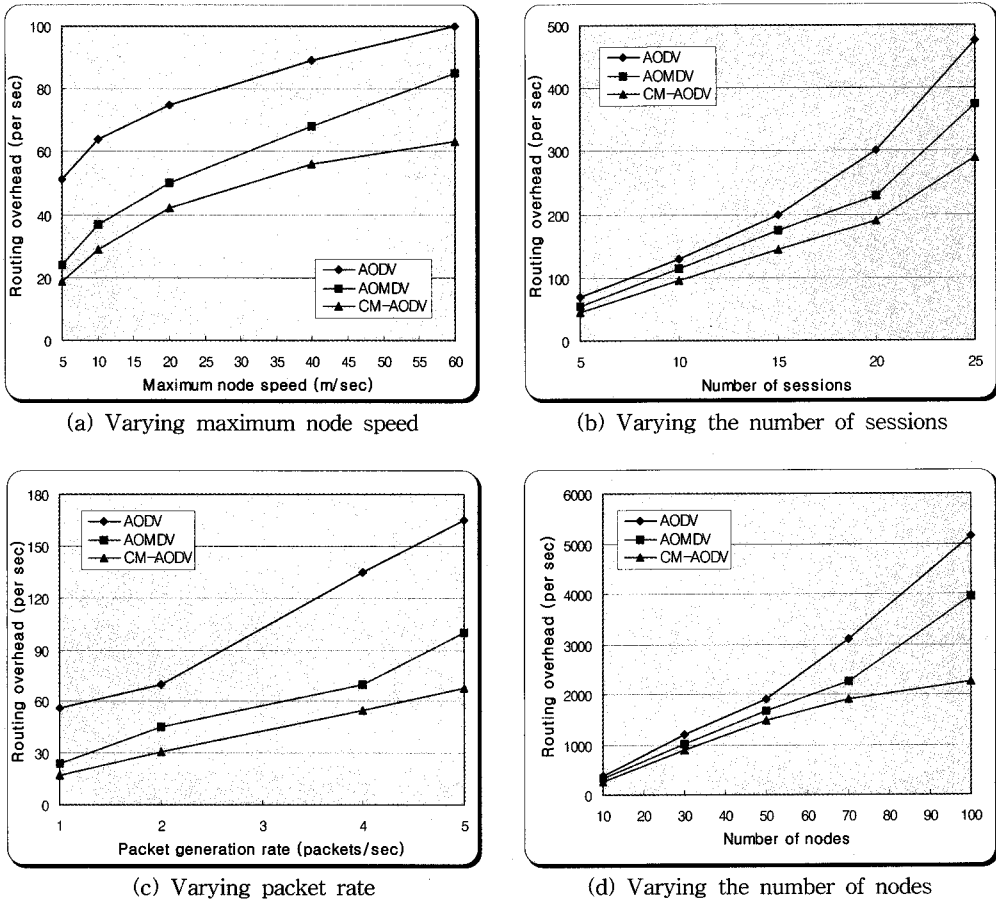 100
80
60
40
20
0
Routing overhead (per sec)
AODV
AOMDV
CM-AODV
5 10 15 20 25 30 35 40 45 50 55 60
Maximum node speed (m/sec)
(a) Varying maximum node speed
500
400
300
200
100
0
Routing overhead (per sec)
AODV
AOMDV
CM-AODV
5 10 15 20 25
Number of sessions
(b) Varying the number of sessions
180
150
120
90
60
30
0
Routing overhead (per sec)
AODV
AOMDV
CM-AODV
1 2 3 4 5
Packet generation rate (packets/sec)
(c) Varying packet rate
6000
5000
4000
3000
2000
1000
0
Routing overhead (per sec)
AODV
AOMDV
CM-AODV
10 20 30 40 50 60 70 80 90 100
Number of nodes
(d) Varying the number of nodes